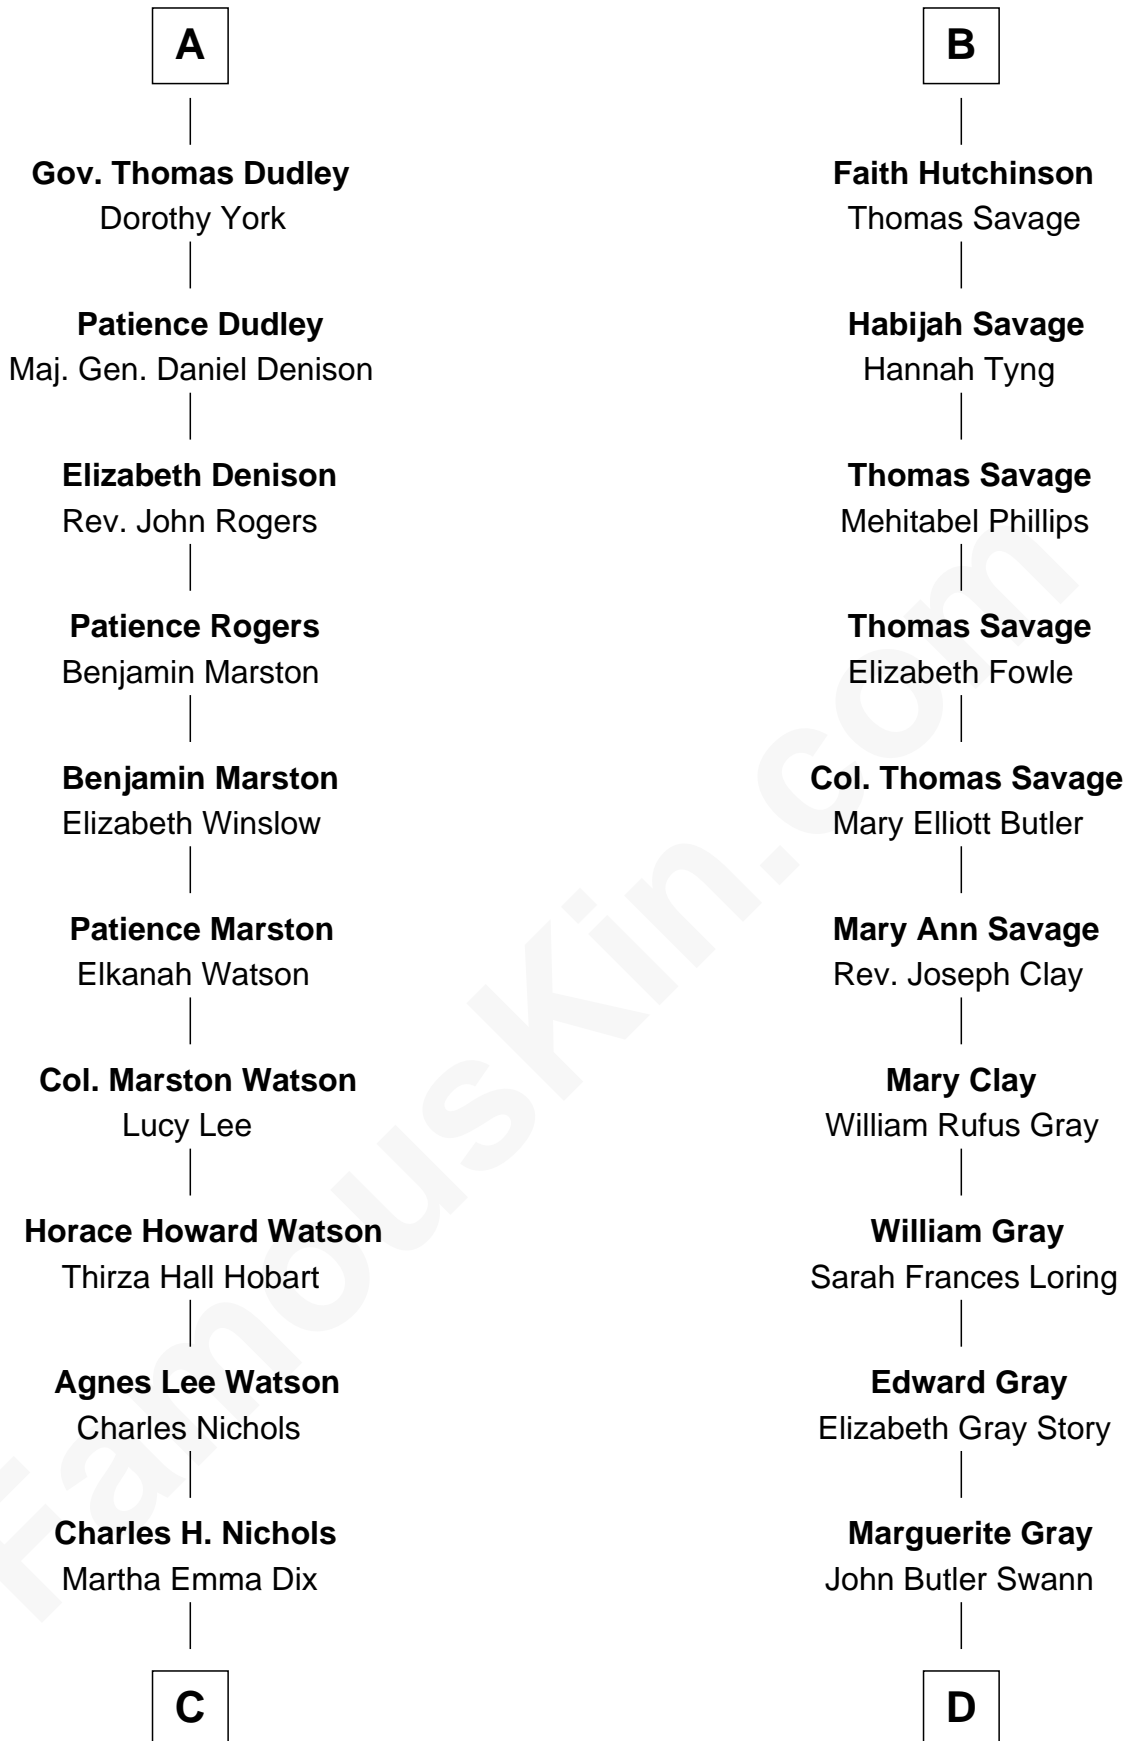 A
Gov. Thomas Dudley
Dorothy York
Patience Dudley
Maj. Gen. Daniel Denison
Elizabeth Denison
Rev. John Rogers
Patience Rogers
Benjamin Marston
Benjamin Marston
Elizabeth Winslow
Patience Marston
Elkanah Watson
Col. Marston Watson
Lucy Lee
Horace Howard Watson
Thirza Hall Hobart
Agnes Lee Watson
Charles Nichols
Charles H. Nichols
Martha Emma Dix
C
B
Faith Hutchinson
Thomas Savage
Habijah Savage
Hannah Tyng
Thomas Savage
Mehitabel Phillips
Thomas Savage
Elizabeth Fowle
Col. Thomas Savage
Mary Elliott Butler
Mary Ann Savage
Rev. Joseph Clay
Mary Clay
William Rufus Gray
William Gray
Sarah Frances Loring
Edward Gray
Elizabeth Gray Story
Marguerite Gray
John Butler Swann
D
FamousKin.com